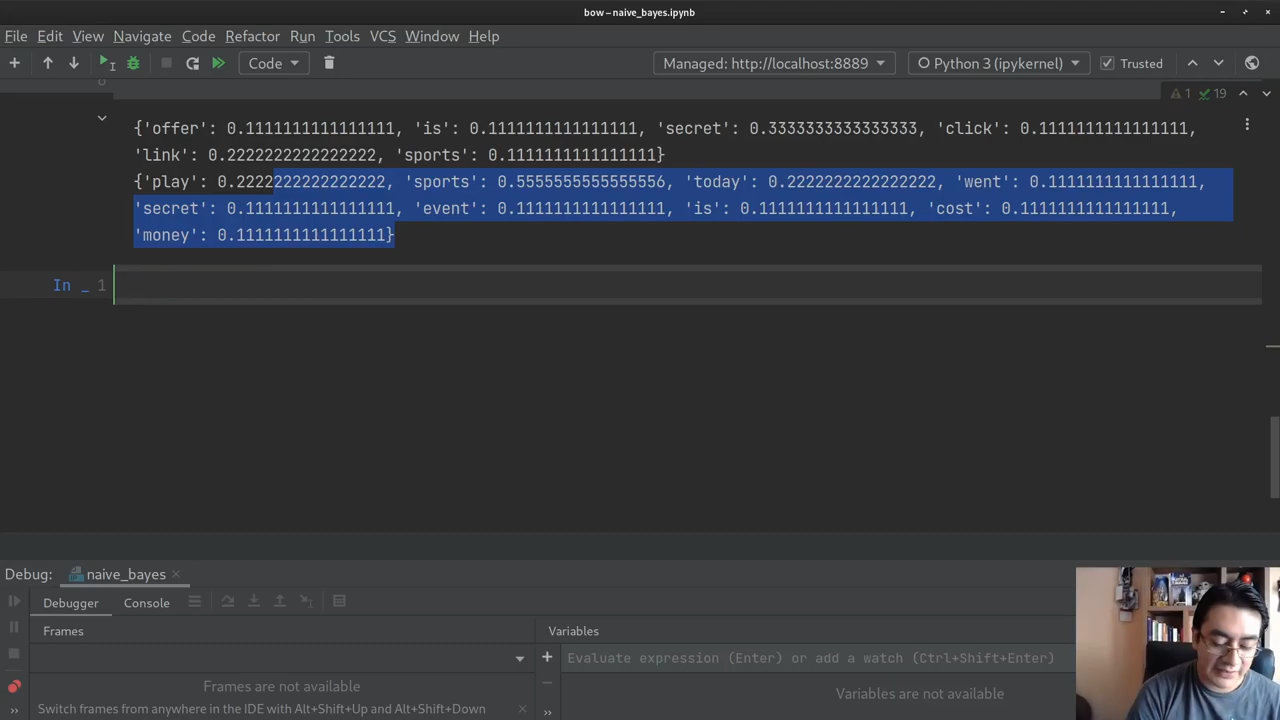 bow – naive_bayes.ipynb
File Edit View Navigate Code Refactor Run Tools VCS Window Help
Code Managed: http://localhost:8889 Python 3 (ipykernel) Trusted
1 19
{'offer': 0.1111111111111111, 'is': 0.1111111111111111, 'secret': 0.3333333333333333, 'click': 0.1111111111111111,
'link': 0.2222222222222222, 'sports': 0.1111111111111111}
{'play': 0.2222222222222222, 'sports': 0.5555555555555556, 'today': 0.2222222222222222, 'went': 0.1111111111111111,
'secret': 0.1111111111111111, 'event': 0.1111111111111111, 'is': 0.1111111111111111, 'cost': 0.1111111111111111,
'money': 0.1111111111111111}
In _ 1
Debug: naive_bayes
Debugger Console
Frames Variables
Evaluate expression (Enter) or add a watch (Ctrl+Shift+Enter)
Frames are not available
Variables are not available
Switch frames from anywhere in the IDE with Alt+Shift+Up and Alt+Shift+Down